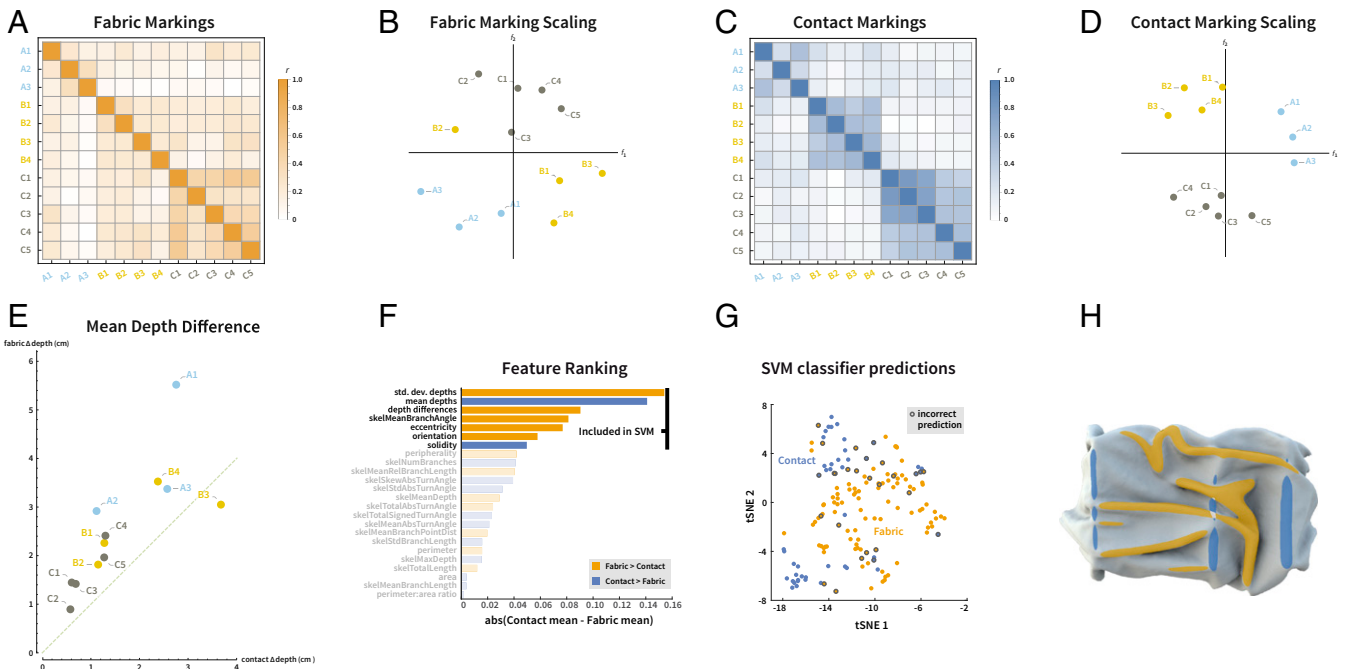 A
Fabric Markings
A1
A2
A3
B1
B2
B3
B4
C1
C2
C3
C4
C5
A1 A2 A3 B1 B2 B3 B4 C1 C2 C3 C4 C5
r
1.0
0.8
0.6
0.4
0.2
0
B
Fabric Marking Scaling
f₂
C2
C1
C4
C5
B2
C3
f₁
B3
B1
A3
A1
A2
B4
C
Contact Markings
A1
A2
A3
B1
B2
B3
B4
C1
C2
C3
C4
C5
A1 A2 A3 B1 B2 B3 B4 C1 C2 C3 C4 C5
r
1.0
0.8
0.6
0.4
0.2
0
D
Contact Marking Scaling
f₂
B2
B1
B3
B4
A1
A2
f₁
A3
C4
C1
C2
C3
C5
E
Mean Depth Difference
fabric Δ depth (cm)
6
5
4
3
2
1
0
A1
B4
A3
B3
A2
C4
B1
B2
C5
C1
C3
C2
0 1 2 3 4
contact Δ depth (cm)
F
Feature Ranking
std. dev. depths
mean depths
depth differences
skelMeanBranchAngle
eccentricity
orientation
solidity
peripherality
skelNumBranches
skelMeanRelBranchLength
skelSkewAbsTurnAngle
skelStdAbsTurnAngle
skelMeanDepth
skelTotalAbsTurnAngle
skelTotalSignedTurnAngle
skelMeanAbsTurnAngle
skelMeanBranchPointDist
skelStdBranchLength
perimeter
skelMaxDepth
skelTotalLength
area
skelMeanBranchLength
perimeter:area ratio
Included in SVM
Fabric > Contact
Contact > Fabric
0 0.02 0.04 0.06 0.08 0.10 0.12 0.14 0.16
abs(Contact mean - Fabric mean)
G
SVM classifier predictions
incorrect
prediction
Contact
Fabric
8
4
0
-4
-8
tSNE 2
-18 -14 -10 -6 -2
tSNE 1
H